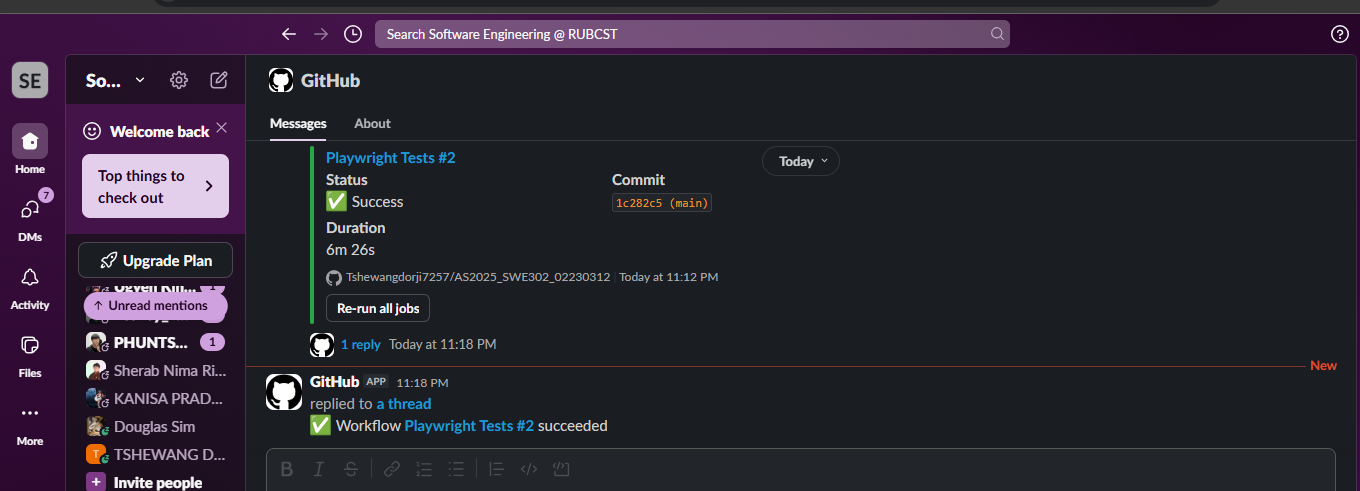 Search Software Engineering @ RUBCST
SE
So...
GitHub
Welcome back
Messages
About
Home
Top things to
check out
Playwright Tests #2
Today
Status
Commit
✅ Success
1c282c5 (main)
7
DMs
Duration
6m 26s
Upgrade Plan
Tshewangdorji7257/AS2025_SWE302_02230312
Today at 11:12 PM
Activity
↑ Unread mentions
Re-run all jobs
PHUNTS...
1
1 reply
Today at 11:18 PM
Files
Sherab Nima Ri...
New
GitHub APP 11:18 PM
KANISA PRAD...
replied to a thread
More
Douglas Sim
✅ Workflow Playwright Tests #2 succeeded
T
TSHEWANG D...
Invite people